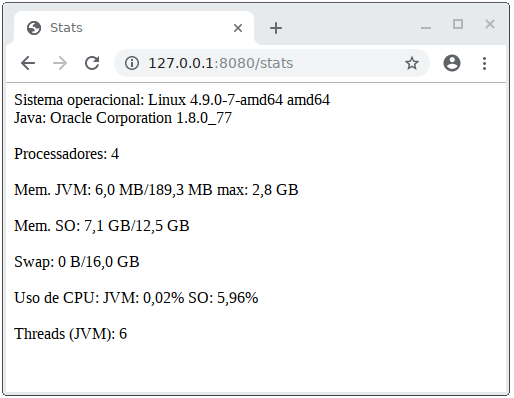 Stats
127.0.0.1:8080/stats
Sistema operacional: Linux 4.9.0-7-amd64 amd64
Java: Oracle Corporation 1.8.0_77
Processadores: 4
Mem. JVM: 6,0 MB/189,3 MB max: 2,8 GB
Mem. SO: 7,1 GB/12,5 GB
Swap: 0 B/16,0 GB
Uso de CPU: JVM: 0,02% SO: 5,96%
Threads (JVM): 6